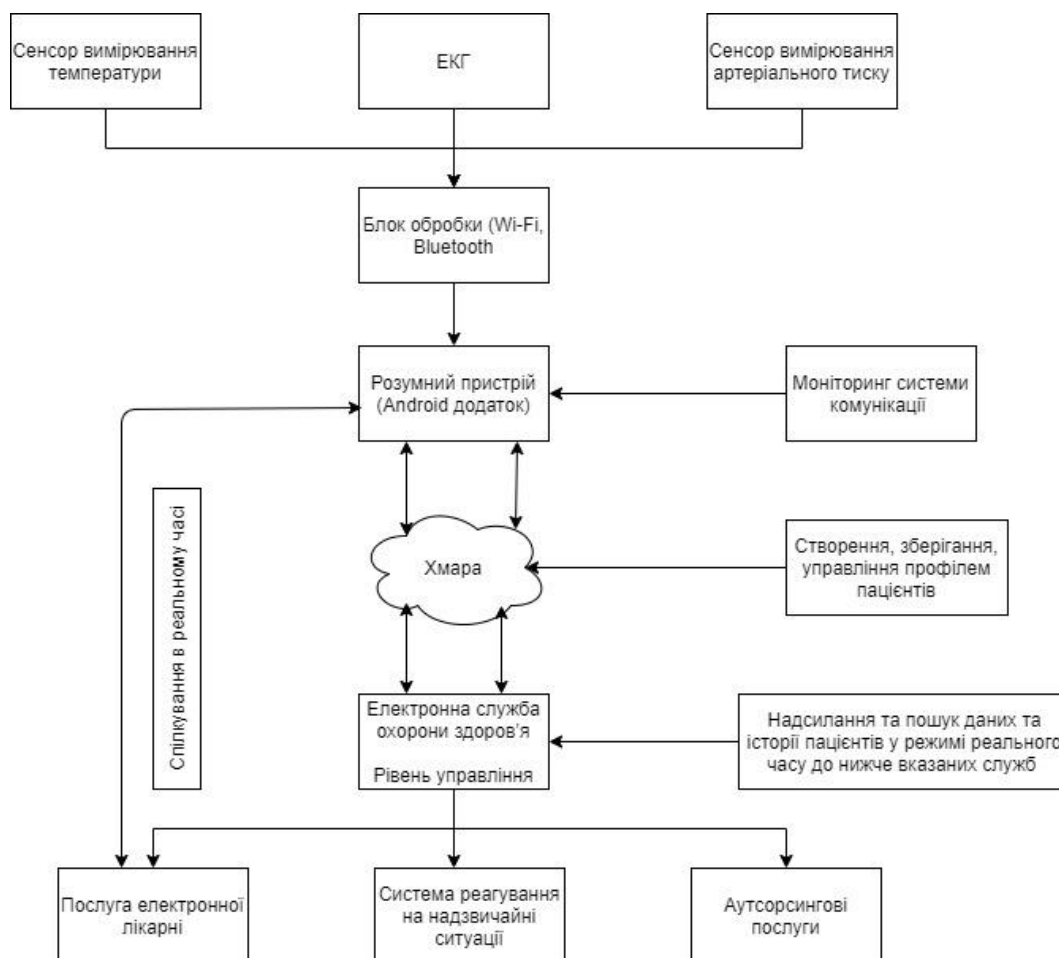 Сенсор вимірювання
температури
ЕКГ
Сенсор вимірювання
артеріального тиску
Блок обробки (Wi-Fi,
Bluetooth
Розумний пристрій
(Android додаток)
Моніторинг системи
комунікації
Спілкування в реальному часі
Хмара
Створення, зберігання,
управління профілем
пацієнтів
Електронна служба
охорони здоров'я
Рівень управління
Надсилання та пошук даних та
історії пацієнтів у режимі реального
часу до нижче вказаних служб
Послуга електронної
лікарні
Система реагування
на надзвичайні
ситуації
Аутсорсингові
послуги